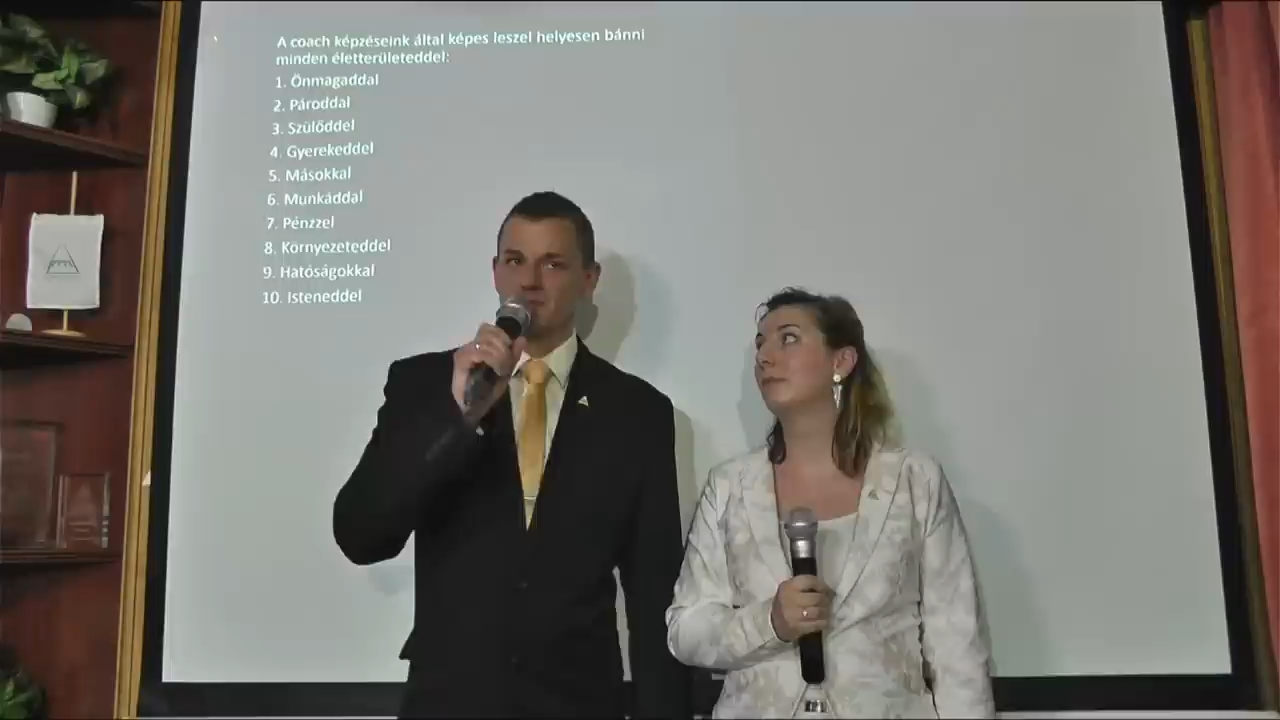 A coach képzéseink által képes leszel helyesen bánni
minden életterületeddel:
1. Önmagaddal
2. Pároddal
3. Szülőddel
4. Gyerekeddel
5. Másokkal
6. Munkáddal
7. Pénzzel
8. Környezeteddel
9. Hatóságokkal
10. Isteneddel